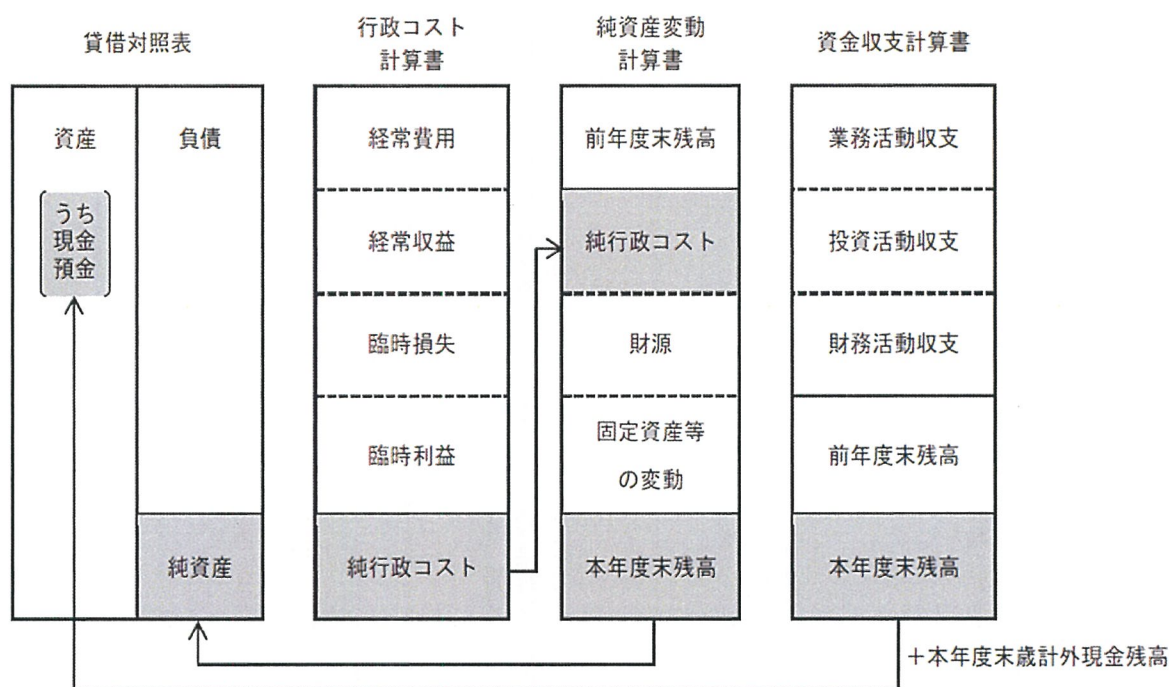 貸借対照表
資産
うち
現金
預金
負債
純資産
行政コスト
計算書
経常費用
経常収益
臨時損失
臨時利益
純行政コスト
純資産変動
計算書
前年度末残高
純行政コスト
財源
固定資産等
の変動
本年度末残高
資金収支計算書
業務活動収支
投資活動収支
財務活動収支
前年度末残高
本年度末残高
＋本年度末歳計外現金残高